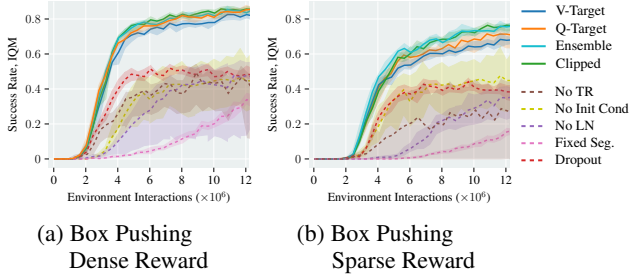 Success Rate, IQM
0.8
0.6
0.4
0.2
0
0 2 4 6 8 10 12
Environment Interactions (×10⁶)
(a) Box Pushing
Dense Reward
Success Rate, IQM
0.8
0.6
0.4
0.2
0
0 2 4 6 8 10 12
Environment Interactions (×10⁶)
(b) Box Pushing
Sparse Reward
V-Target
Q-Target
Ensemble
Clipped
No TR
No Init Cond
No LN
Fixed Seg.
Dropout